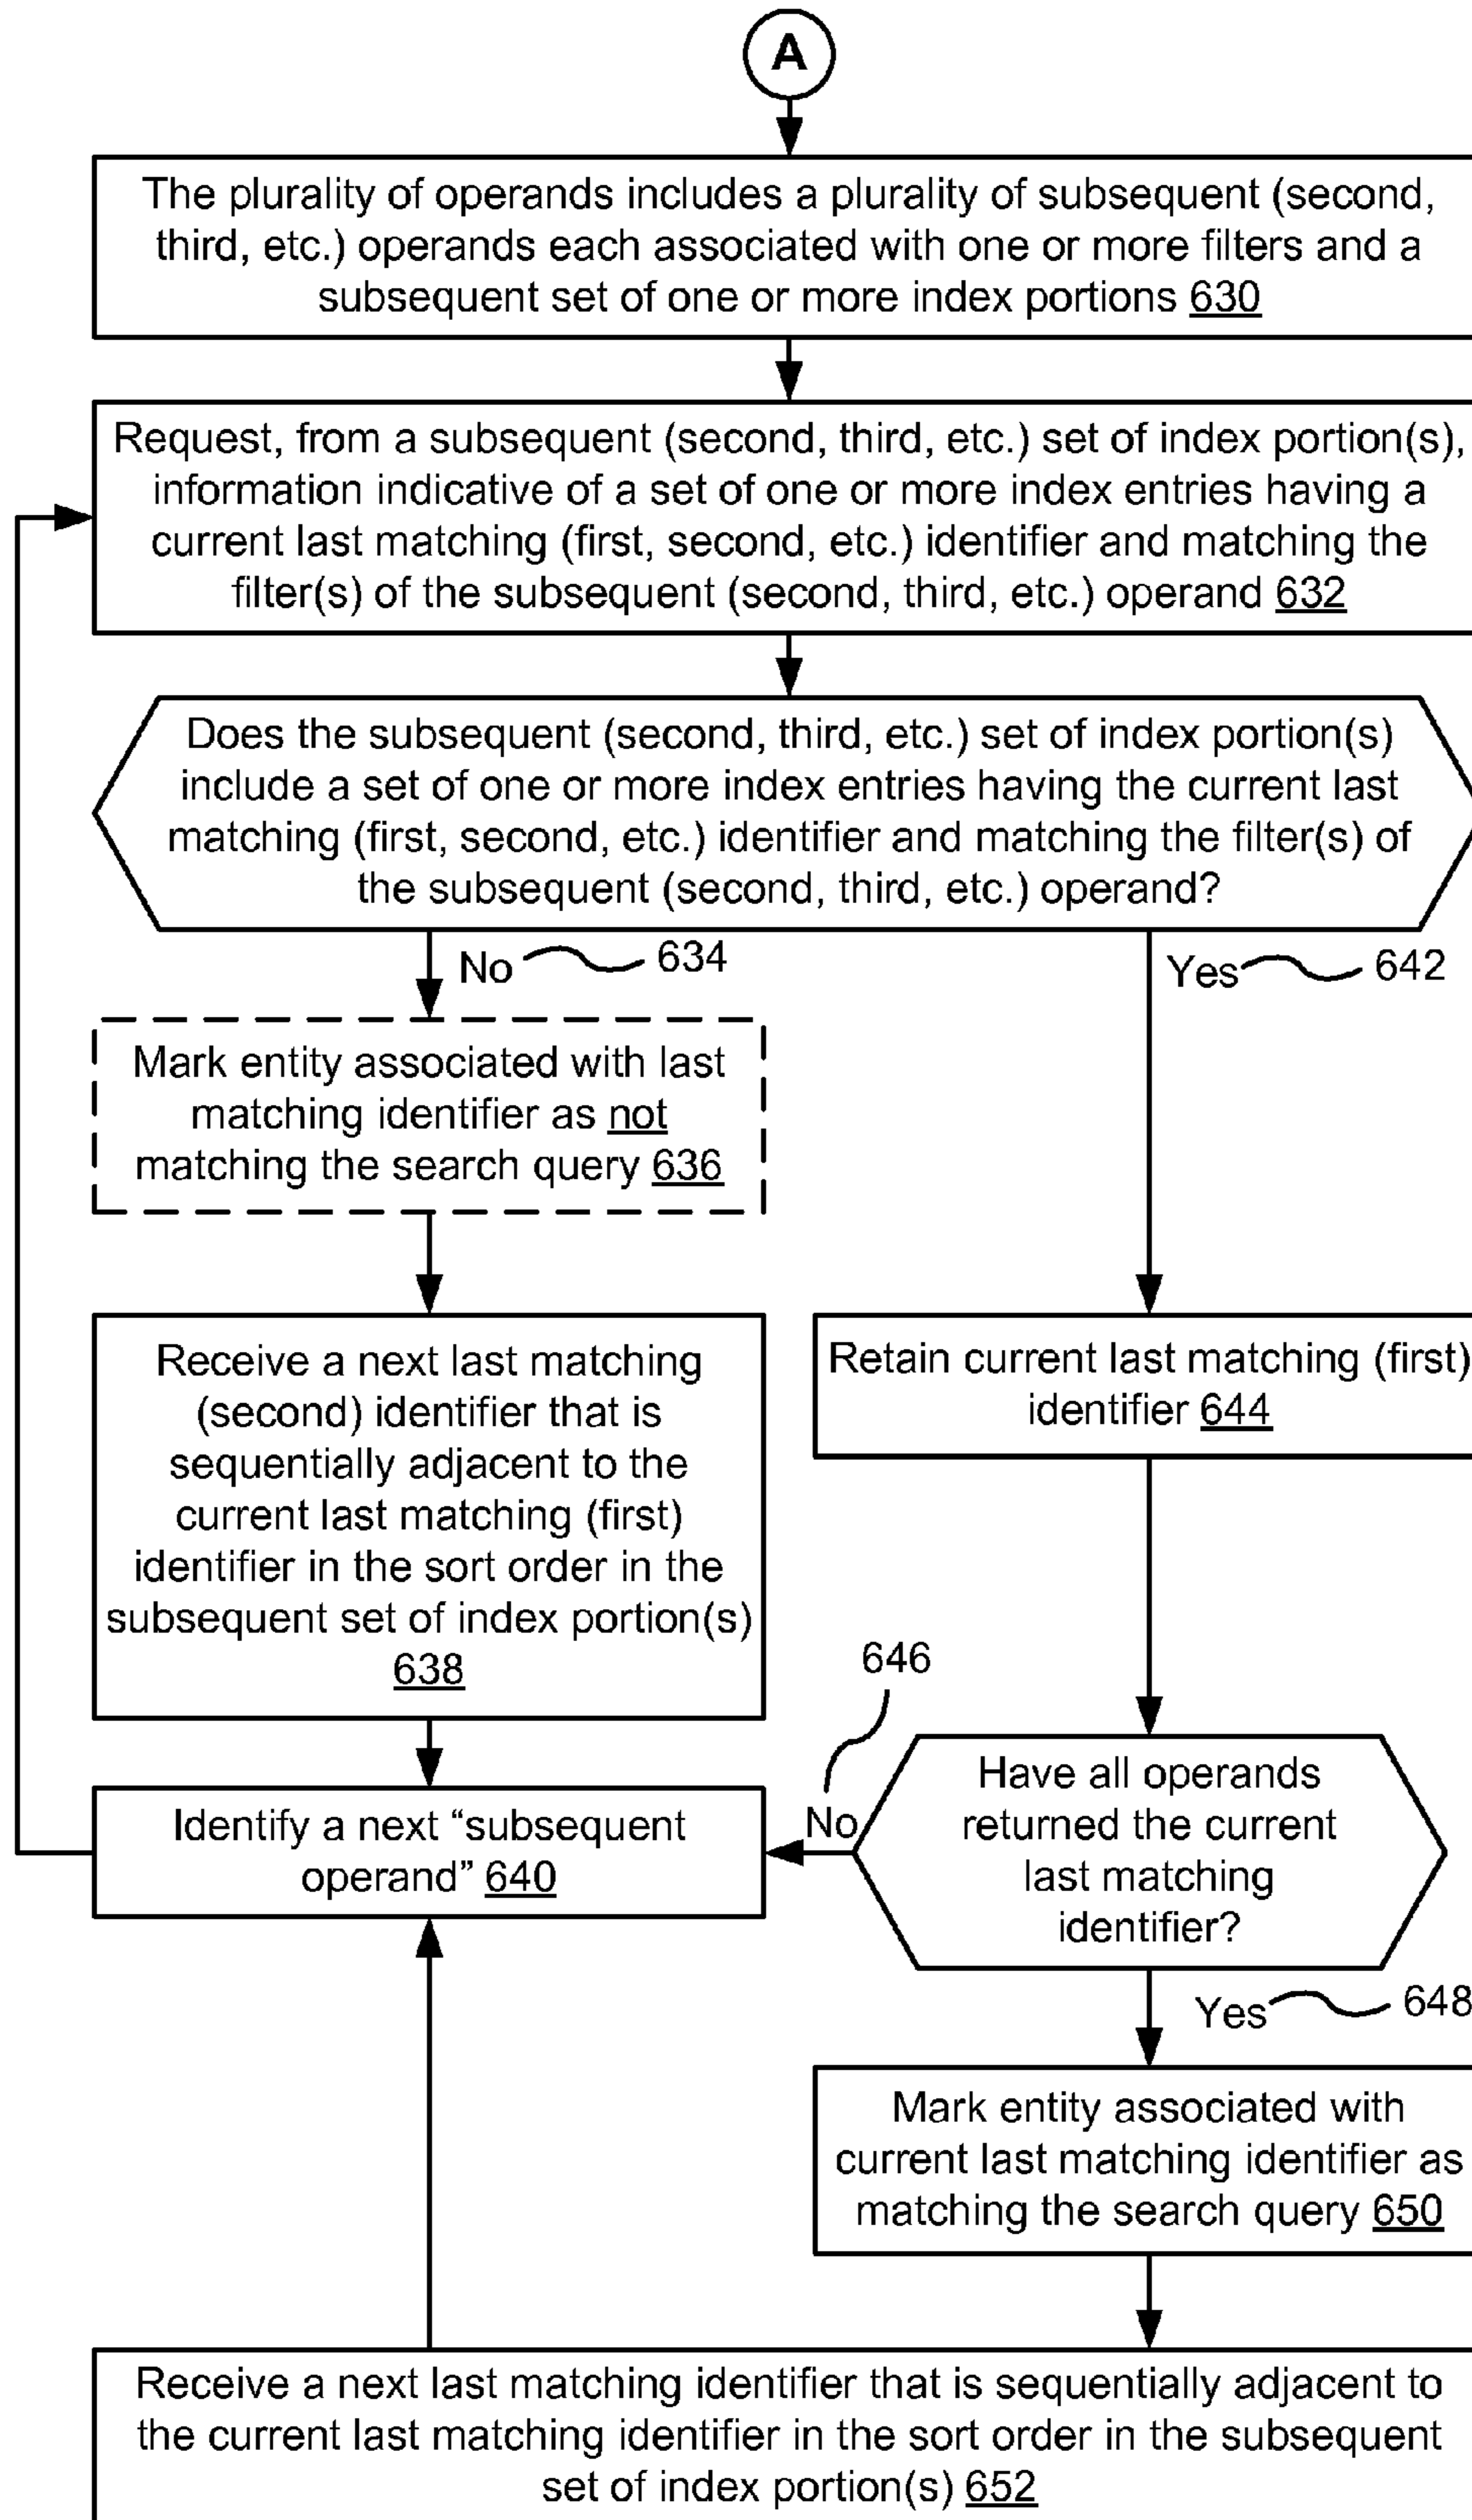 A
The plurality of operands includes a plurality of subsequent (second,
third, etc.) operands each associated with one or more filters and a
subsequent set of one or more index portions 630
Request, from a subsequent (second, third, etc.) set of index portion(s),
information indicative of a set of one or more index entries having a
current last matching (first, second, etc.) identifier and matching the
filter(s) of the subsequent (second, third, etc.) operand 632
Does the subsequent (second, third, etc.) set of index portion(s)
include a set of one or more index entries having the current last
matching (first, second, etc.) identifier and matching the filter(s) of
the subsequent (second, third, etc.) operand?
No 634
Yes 642
Mark entity associated with last
matching identifier as not
matching the search query 636
Receive a next last matching
(second) identifier that is
sequentially adjacent to the
current last matching (first)
identifier in the sort order in the
subsequent set of index portion(s)
638
Retain current last matching (first)
identifier 644
646
No
Have all operands
returned the current
last matching
identifier?
Identify a next “subsequent
operand” 640
Yes 648
Mark entity associated with
current last matching identifier as
matching the search query 650
Receive a next last matching identifier that is sequentially adjacent to
the current last matching identifier in the sort order in the subsequent
set of index portion(s) 652